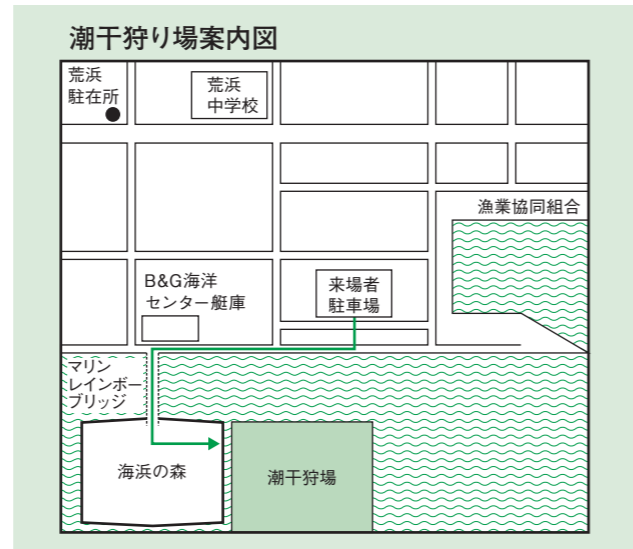 潮干狩り場案内図
荒浜
駐在所
荒浜
中学校
漁業協同組合
B&G海洋
センター艇庫
来場者
駐車場
マリン
レインボー
ブリッジ
海浜の森
潮干狩場